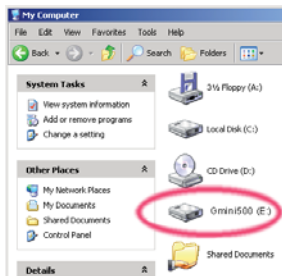 My Computer
File Edit View Favorites Tools Help
Back Search Folders
System Tasks
View system information
Add or remove programs
Change a setting
Other Places
My Network Places
My Documents
Shared Documents
Control Panel
Details
3½ Floppy (A:)
Local Disk (C:)
CD Drive (D:)
Gmini500 (E:)
Shared Documents